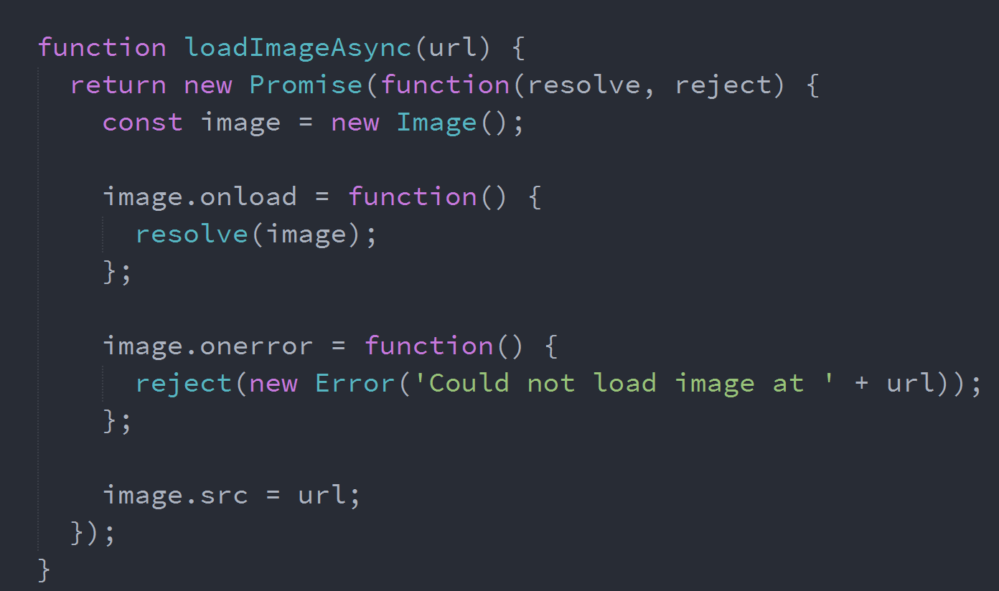 function loadImageAsync(url) {
  return new Promise(function(resolve, reject) {
    const image = new Image();

    image.onload = function() {
      resolve(image);
    };

    image.onerror = function() {
      reject(new Error('Could not load image at ' + url));
    };

    image.src = url;
  });
}